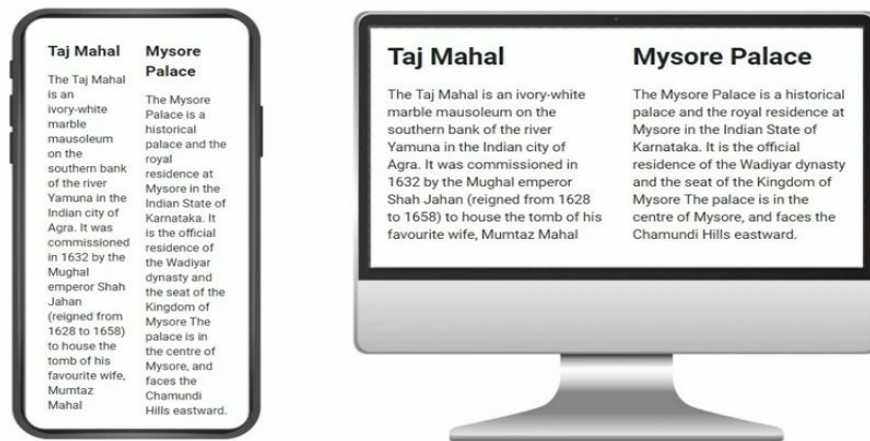 Taj Mahal
The Taj Mahal
is an
ivory-white
marble
mausoleum
on the
southern bank
of the river
Yamuna in the
Indian city of
Agra. It was
commissioned
in 1632 by the
Mughal
emperor Shah
Jahan
(reigned from
1628 to 1658)
to house the
tomb of his
favourite wife,
Mumtaz
Mahal
Mysore
Palace
The Mysore
Palace is a
historical
palace and the
royal
residence at
Mysore in the
Indian State of
Karnataka. It
is the official
residence of
the Wadiyar
dynasty and
the seat of the
Kingdom of
Mysore The
palace is in
the centre of
Mysore, and
faces the
Chamundi
Hills eastward.
Taj Mahal
The Taj Mahal is an ivory-white
marble mausoleum on the
southern bank of the river
Yamuna in the Indian city of
Agra. It was commissioned in
1632 by the Mughal emperor
Shah Jahan (reigned from 1628
to 1658) to house the tomb of his
favourite wife, Mumtaz Mahal
Mysore Palace
The Mysore Palace is a historical
palace and the royal residence at
Mysore in the Indian State of
Karnataka. It is the official
residence of the Wadiyar dynasty
and the seat of the Kingdom of
Mysore The palace is in the
centre of Mysore, and faces the
Chamundi Hills eastward.